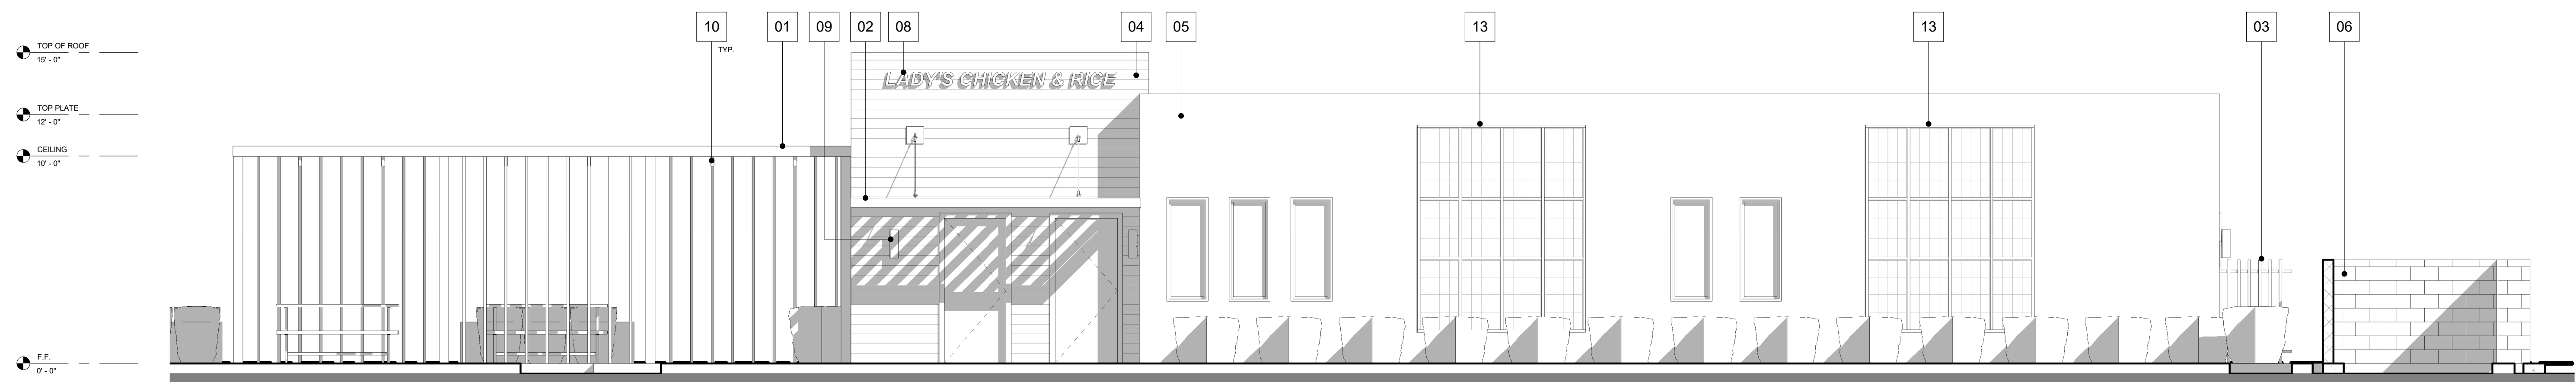 10
01
09
02
08
04
05
13
13
03
06
TYP.
TOP OF ROOF
15' - 0"
LADY'S CHICKEN & RICE
TOP PLATE
12' - 0"
CEILING
10' - 0"
F.F.
0' - 0"